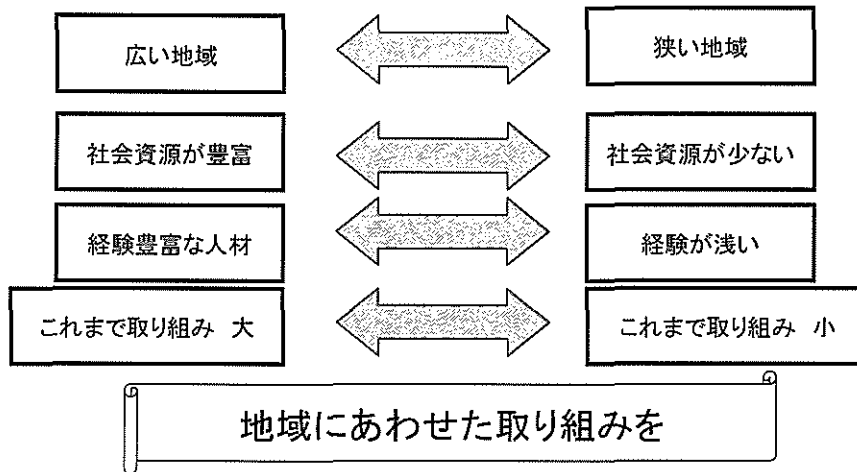 広い地域
狭い地域
社会資源が豊富
社会資源が少ない
経験豊富な人材
経験が浅い
これまで取り組み　大
これまで取り組み　小
地域にあわせた取り組みを